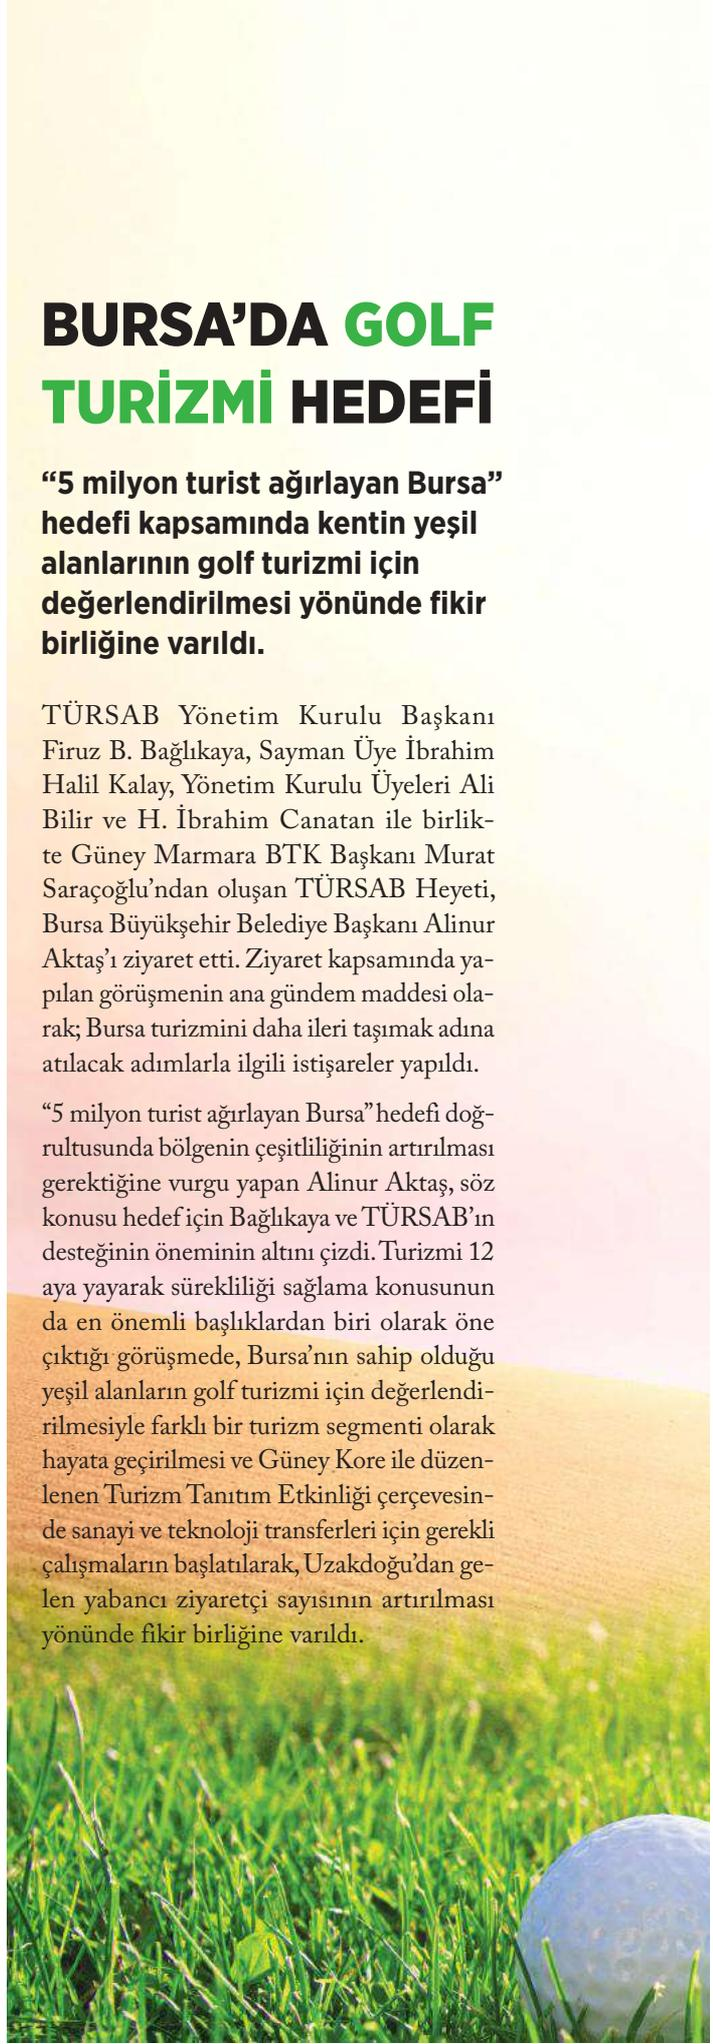 BURSA’DA GOLF
TURİZMİ HEDEFİ
“5 milyon turist ağırlayan Bursa”
hedefi kapsamında kentin yeşil
alanlarının golf turizmi için
değerlendirilmesi yönünde fikir
birliğine varıldı.
TÜRSAB Yönetim Kurulu Başkanı
Firuz B. Bağlıkaya, Sayman Üye İbrahim
Halil Kalay, Yönetim Kurulu Üyeleri Ali
Bilir ve H. İbrahim Canatan ile birlik-
te Güney Marmara BTK Başkanı Murat
Saraçoğlu’ndan oluşan TÜRSAB Heyeti,
Bursa Büyükşehir Belediye Başkanı Alinur
Aktaş’ı ziyaret etti. Ziyaret kapsamında ya-
pılan görüşmenin ana gündem maddesi ola-
rak; Bursa turizmini daha ileri taşımak adına
atılacak adımlarla ilgili istişareler yapıldı.
“5 milyon turist ağırlayan Bursa” hedefi doğ-
rultusunda bölgenin çeşitliliğinin artırılması
gerektiğine vurgu yapan Alinur Aktaş, söz
konusu hedef için Bağlıkaya ve TÜRSAB’ın
desteğinin öneminin altını çizdi. Turizmi 12
aya yayarak sürekliliği sağlama konusunun
da en önemli başlıklardan biri olarak öne
çıktığı görüşmede, Bursa’nın sahip olduğu
yeşil alanların golf turizmi için değerlendi-
rilmesiyle farklı bir turizm segmenti olarak
hayata geçirilmesi ve Güney Kore ile düzen-
lenen Turizm Tanıtım Etkinliği çerçevesin-
de sanayi ve teknoloji transferleri için gerekli
çalışmaların başlatılarak, Uzakdoğu’dan ge-
len yabancı ziyaretçi sayısının artırılması
yönünde fikir birliğine varıldı.